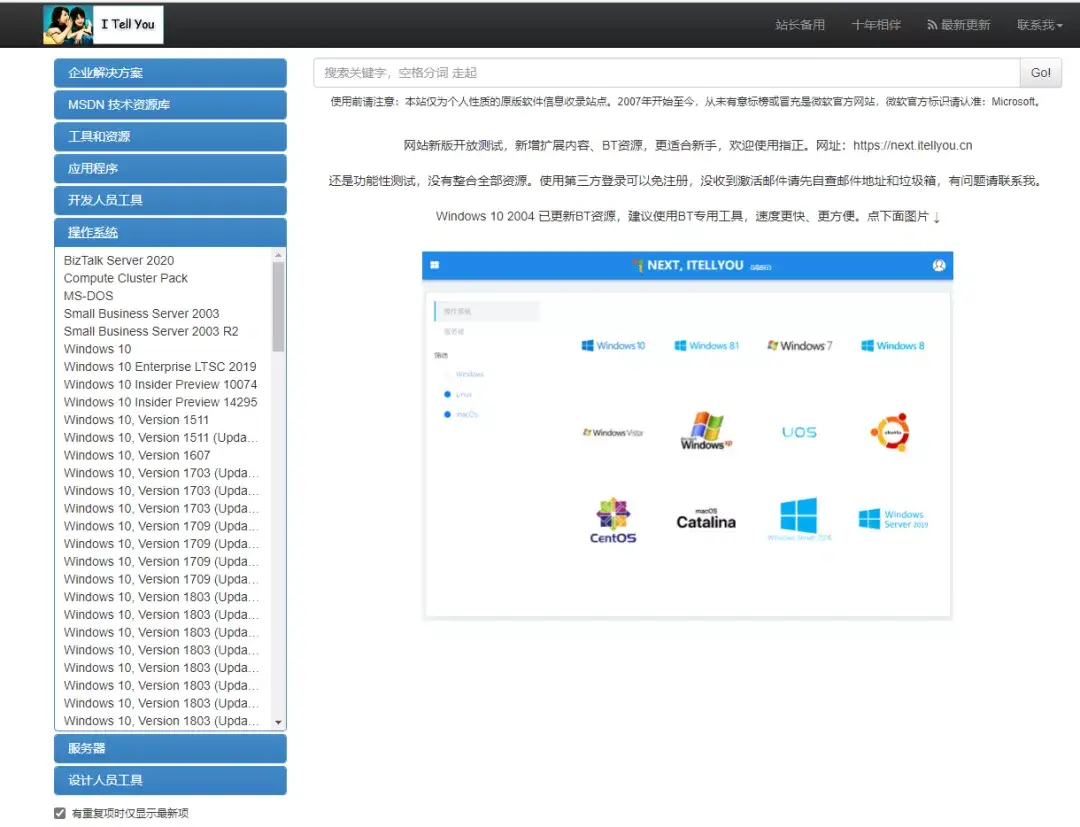 I Tell You
站长备用
十年相伴
最新更新
联系我
企业解决方案
MSDN 技术资源库
工具和资源
应用程序
开发人员工具
操作系统
BizTalk Server 2020
Compute Cluster Pack
MS-DOS
Small Business Server 2003
Small Business Server 2003 R2
Windows 10
Windows 10 Enterprise LTSC 2019
Windows 10 Insider Preview 10074
Windows 10 Insider Preview 14295
Windows 10, Version 1511
Windows 10, Version 1511 (Upda...
Windows 10, Version 1607
Windows 10, Version 1703 (Upda...
Windows 10, Version 1703 (Upda...
Windows 10, Version 1703 (Upda...
Windows 10, Version 1709 (Upda...
Windows 10, Version 1709 (Upda...
Windows 10, Version 1709 (Upda...
Windows 10, Version 1709 (Upda...
Windows 10, Version 1803 (Upda...
Windows 10, Version 1803 (Upda...
Windows 10, Version 1803 (Upda...
Windows 10, Version 1803 (Upda...
Windows 10, Version 1803 (Upda...
Windows 10, Version 1803 (Upda...
Windows 10, Version 1803 (Upda...
Windows 10, Version 1803 (Upda...
服务器
设计人员工具
有重复项时仅显示最新项
搜索关键字，空格分词 走起
Go!
使用前请注意：本站仅为个人性质的原版软件信息收录站点。2007年开始至今，从未有意标榜或冒充是微软官方网站，微软官方标识请认准：Microsoft。
网站新版开放测试，新增扩展内容、BT资源，更适合新手，欢迎使用指正。网址：https://next.itellyou.cn
还是功能性测试，没有整合全部资源。使用第三方登录可以免注册，没收到激活邮件请先自查邮件地址和垃圾箱，有问题请联系我。
Windows 10 2004 已更新BT资源，建议使用BT专用工具，速度更快、更方便。点下面图片 ↓
NEXT, ITELLYOU
操作系统
服务器
Windows
Linux
macOs
Windows 10
Windows 8.1
Windows 7
Windows 8
Windows Vista
Windows xp
UOS
ubuntu
CentOS
macOS
Catalina
Windows Server 2016
Windows
Server 2019